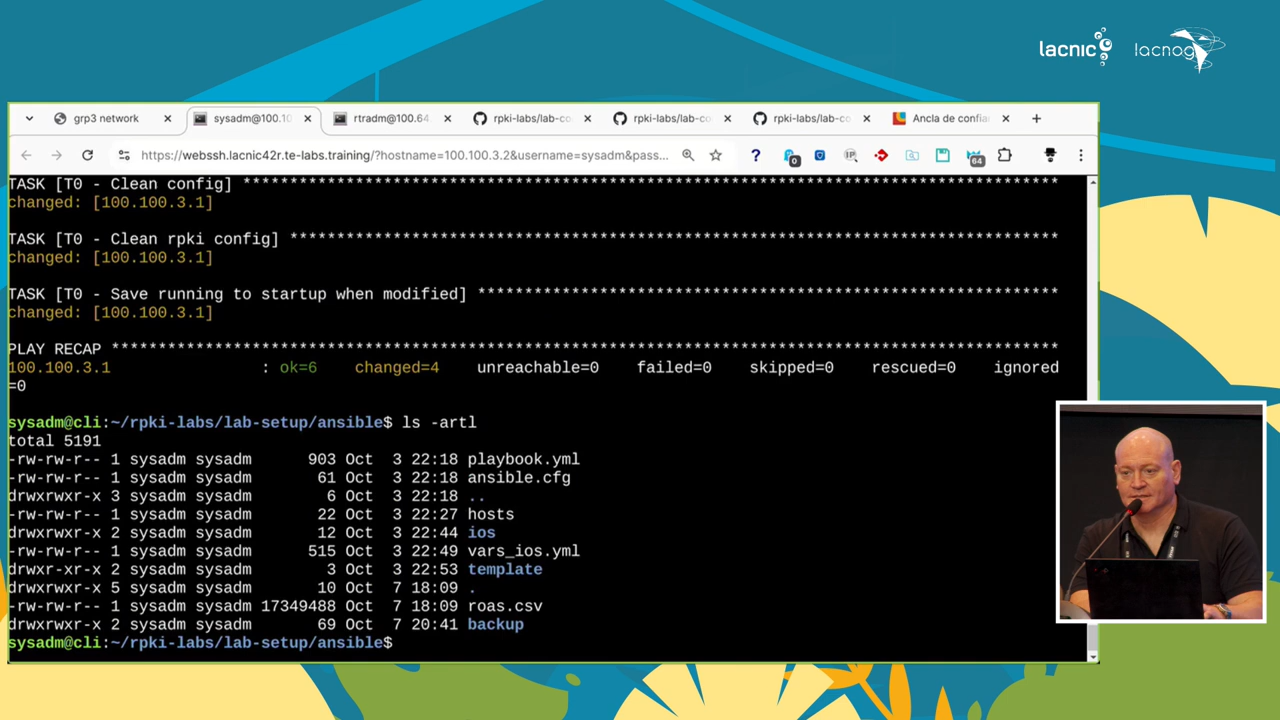 lacnic
lacnog
grp3 network
sysadm@100.10
rtradm@100.64
rpki-labs/lab-co
rpki-labs/lab-co
rpki-labs/lab-co
Ancla de confia
https://webssh.lacnic42r.te-labs.training/?hostname=100.100.3.2&username=sysadm&pass...
0
IP
64
TASK [T0 - Clean config] ***************************************************************************************
changed: [100.100.3.1]
TASK [T0 - Clean rpki config] **********************************************************************************
changed: [100.100.3.1]
TASK [T0 - Save running to startup when modified] **************************************************************
changed: [100.100.3.1]
PLAY RECAP *****************************************************************************************************
100.100.3.1 : ok=6 changed=4 unreachable=0 failed=0 skipped=0 rescued=0 ignored
=0
sysadm@cli:~/rpki-labs/lab-setup/ansible$ ls -artl
total 5191
-rw-rw-r-- 1 sysadm sysadm 903 Oct 3 22:18 playbook.yml
-rw-rw-r-- 1 sysadm sysadm 61 Oct 3 22:18 ansible.cfg
drwxrwxr-x 3 sysadm sysadm 6 Oct 3 22:18 ..
-rw-rw-r-- 1 sysadm sysadm 22 Oct 3 22:27 hosts
drwxrwxr-x 2 sysadm sysadm 12 Oct 3 22:44 ios
-rw-rw-r-- 1 sysadm sysadm 515 Oct 3 22:49 vars_ios.yml
drwxrwxr-x 2 sysadm sysadm 3 Oct 3 22:53 template
drwxrwxr-x 5 sysadm sysadm 10 Oct 7 18:09 .
-rw-rw-r-- 1 sysadm sysadm 17349488 Oct 7 18:09 roas.csv
drwxrwxr-x 2 sysadm sysadm 69 Oct 7 20:41 backup
sysadm@cli:~/rpki-labs/lab-setup/ansible$